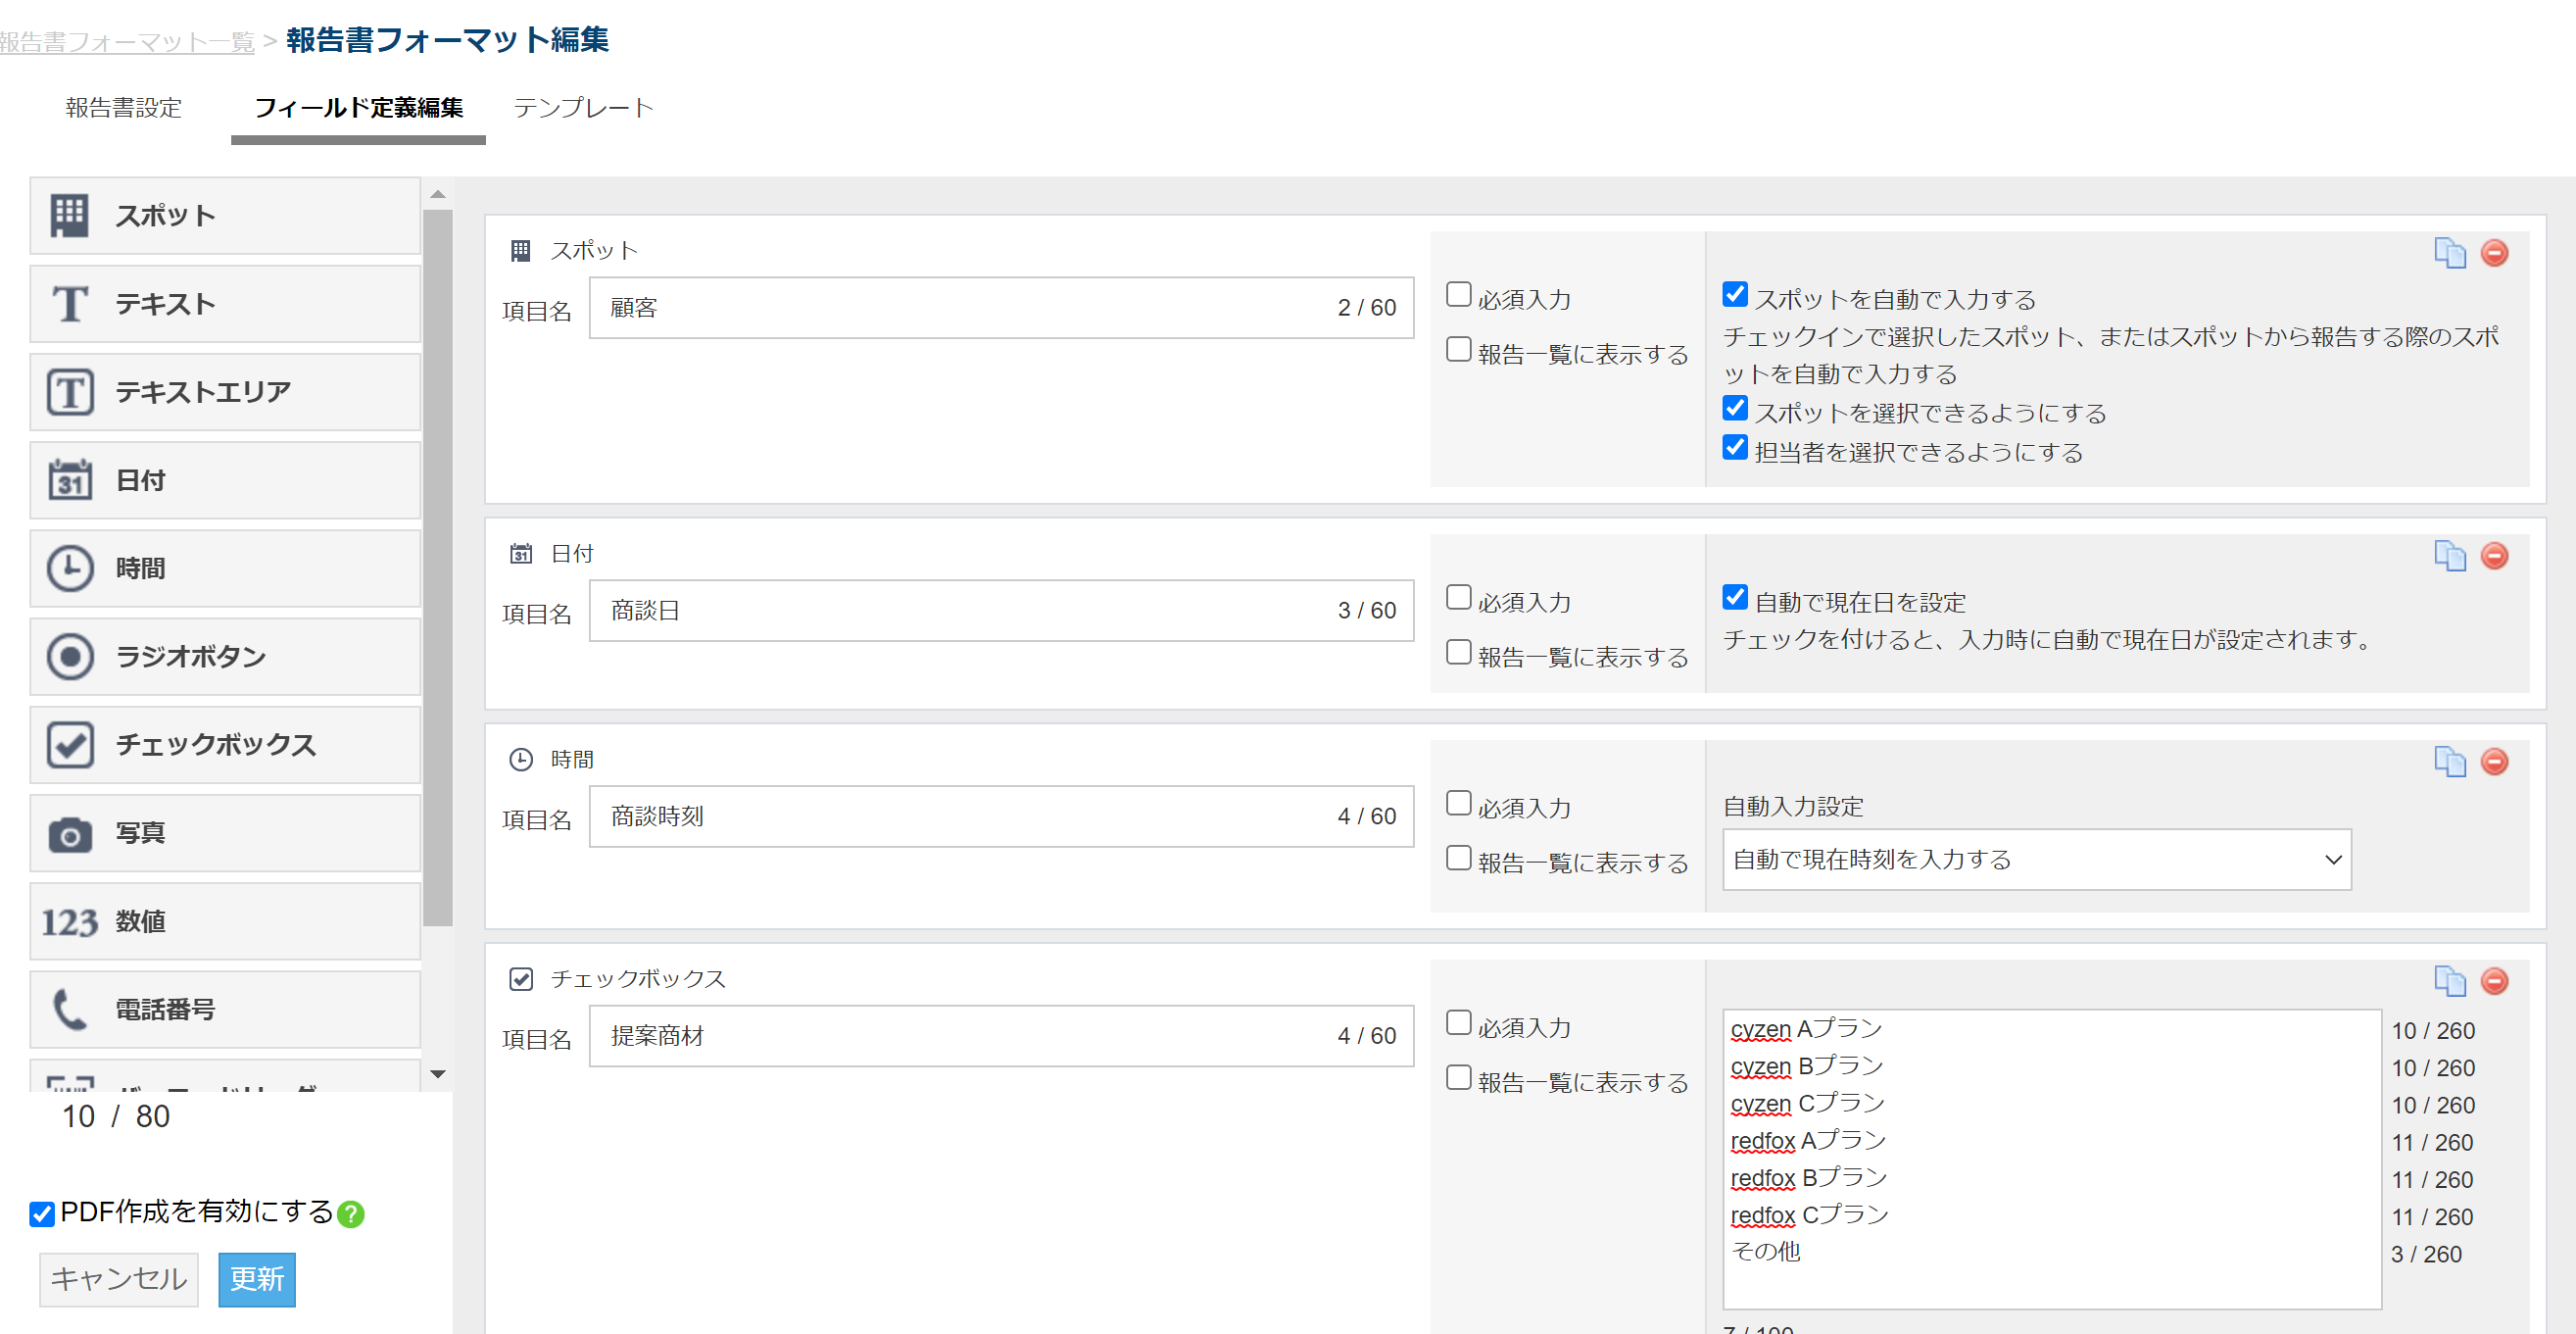 報告書フォーマット一覧 > 報告書フォーマット編集
報告書設定 フィールド定義編集 テンプレート
スポット
テキスト
テキストエリア
31 日付
時間
ラジオボタン
チェックボックス
写真
123 数値
電話番号
10 / 80
PDF作成を有効にする ?
キャンセル 更新
スポット
項目名 顧客 2 / 60
必須入力
報告一覧に表示する
スポットを自動で入力する
チェックインで選択したスポット、またはスポットから報告する際のスポ
ットを自動で入力する
スポットを選択できるようにする
担当者を選択できるようにする
31 日付
項目名 商談日 3 / 60
必須入力
報告一覧に表示する
自動で現在日を設定
チェックを付けると、入力時に自動で現在日が設定されます。
時間
項目名 商談時刻 4 / 60
必須入力
報告一覧に表示する
自動入力設定
自動で現在時刻を入力する
チェックボックス
項目名 提案商材 4 / 60
必須入力
報告一覧に表示する
cyzen Aプラン 10 / 260
cyzen Bプラン 10 / 260
cyzen Cプラン 10 / 260
redfox Aプラン 11 / 260
redfox Bプラン 11 / 260
redfox Cプラン 11 / 260
その他 3 / 260
7 / 100